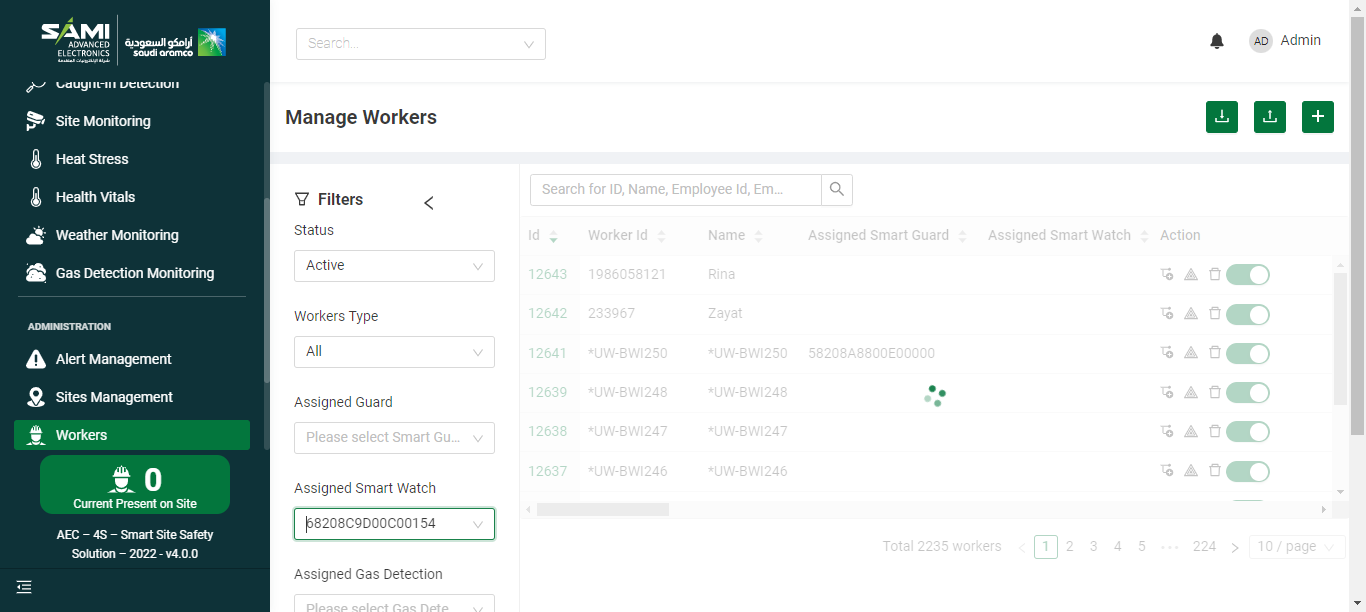 SAMI
ADVANCED
ELECTRONICS
شركة الإلكترونيات المتقدمة
أرامكو السعودية
saudi aramco
Caught-In Detection
Site Monitoring
Heat Stress
Health Vitals
Weather Monitoring
Gas Detection Monitoring
ADMINISTRATION
Alert Management
Sites Management
Workers
0
Current Present on Site
AEC – 4S – Smart Site Safety
Solution – 2022 - v4.0.0
Search...
AD Admin
Manage Workers
Filters
Status
Active
Workers Type
All
Assigned Guard
Please select Smart Gu...
Assigned Smart Watch
68208C9D00C00154
Assigned Gas Detection
Please select Gas Dete...
Search for ID, Name, Employee Id, Em...
Id Worker Id Name Assigned Smart Guard Assigned Smart Watch Action
12643 1986058121 Rina
12642 233967 Zayat
12641 *UW-BWI250 *UW-BWI250 58208A8800E00000
12639 *UW-BWI248 *UW-BWI248
12638 *UW-BWI247 *UW-BWI247
12637 *UW-BWI246 *UW-BWI246
Total 2235 workers < 1 2 3 4 5 ••• 224 > 10 / page